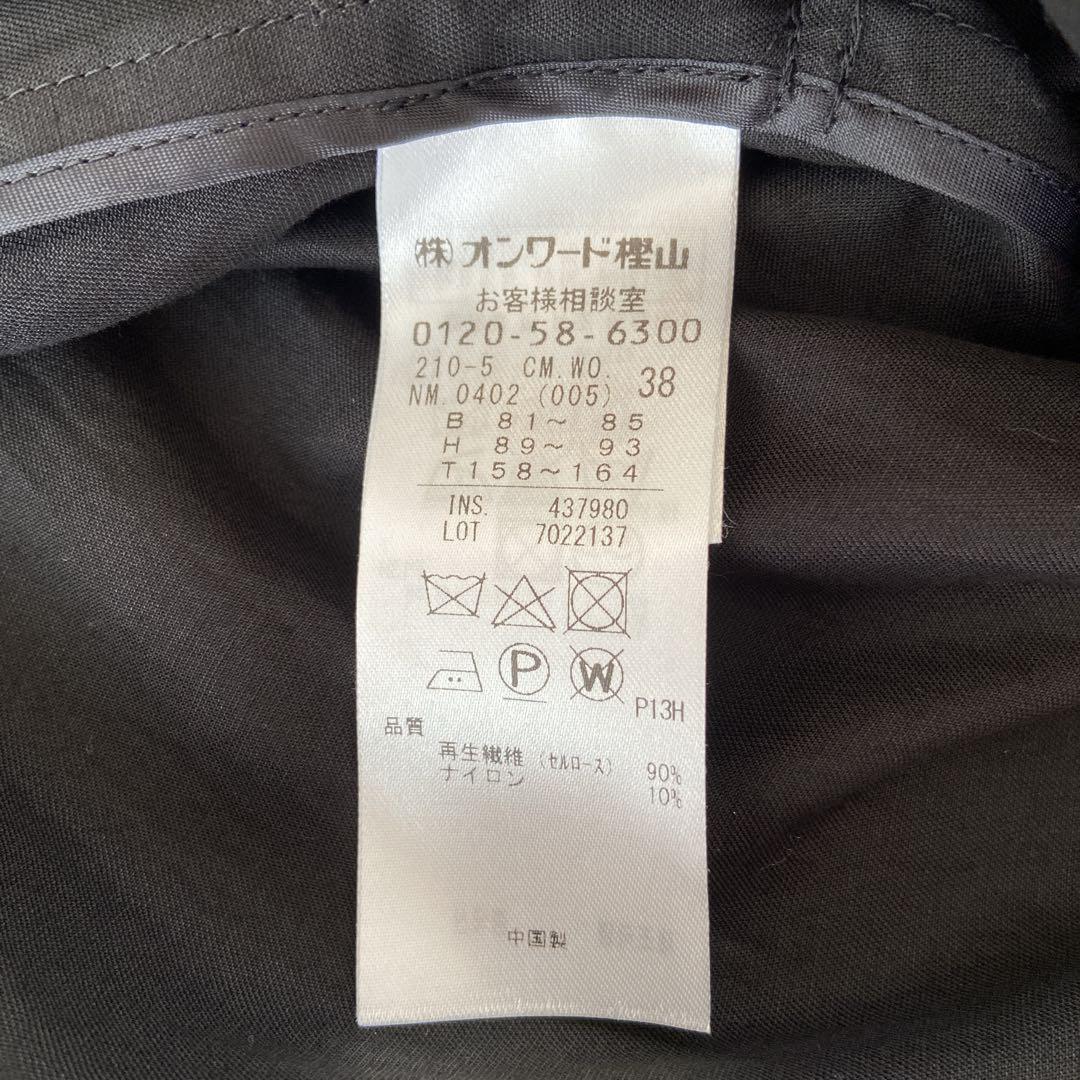 (株)オンワード樫山
お客様相談室
0120-58-6300
210-5 CM.WO. 38
NM.0402 (005)
B 81～ 85
H 89～ 93
T158～164
INS. 437980
LOT 7022137
P W
P13H
品質
再生繊維(セルロース) 90%
ナイロン 10%
中国製